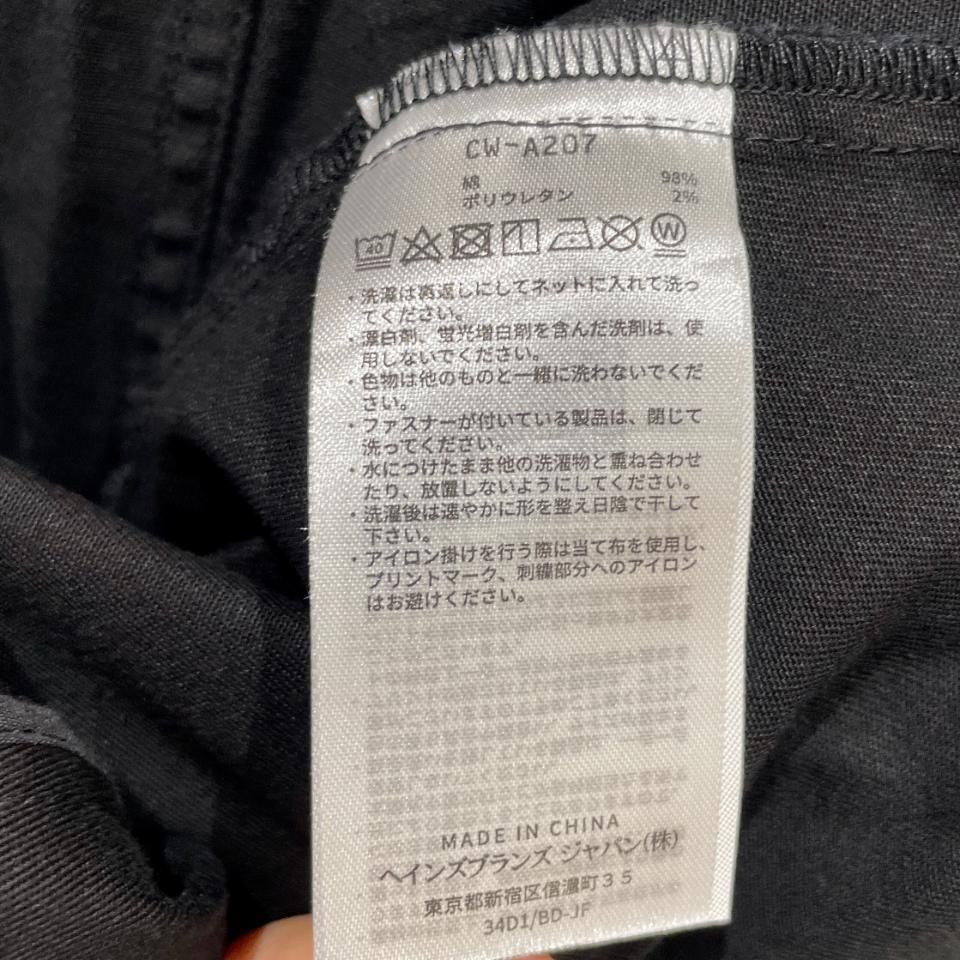 CW-A207
綿 98%
ポリウレタン 2%
40
W
・洗濯は裏返しにしてネットに入れて洗っ
てください。
・漂白剤、蛍光増白剤を含んだ洗剤は、使
用しないでください。
・色物は他のものと一緒に洗わないでくだ
さい。
・ファスナーが付いている製品は、閉じて
洗ってください。
・水につけたまま他の洗濯物と重ね合わせ
たり、放置しないようにしてください。
・洗濯後は速やかに形を整え日陰で干して
下さい。
・アイロン掛けを行う際は当て布を使用し、
プリントマーク、刺繍部分へのアイロン
はお避けください。
MADE IN CHINA
ヘインズブランズ ジャパン(株)
東京都新宿区信濃町３５
34D1/BD-JF